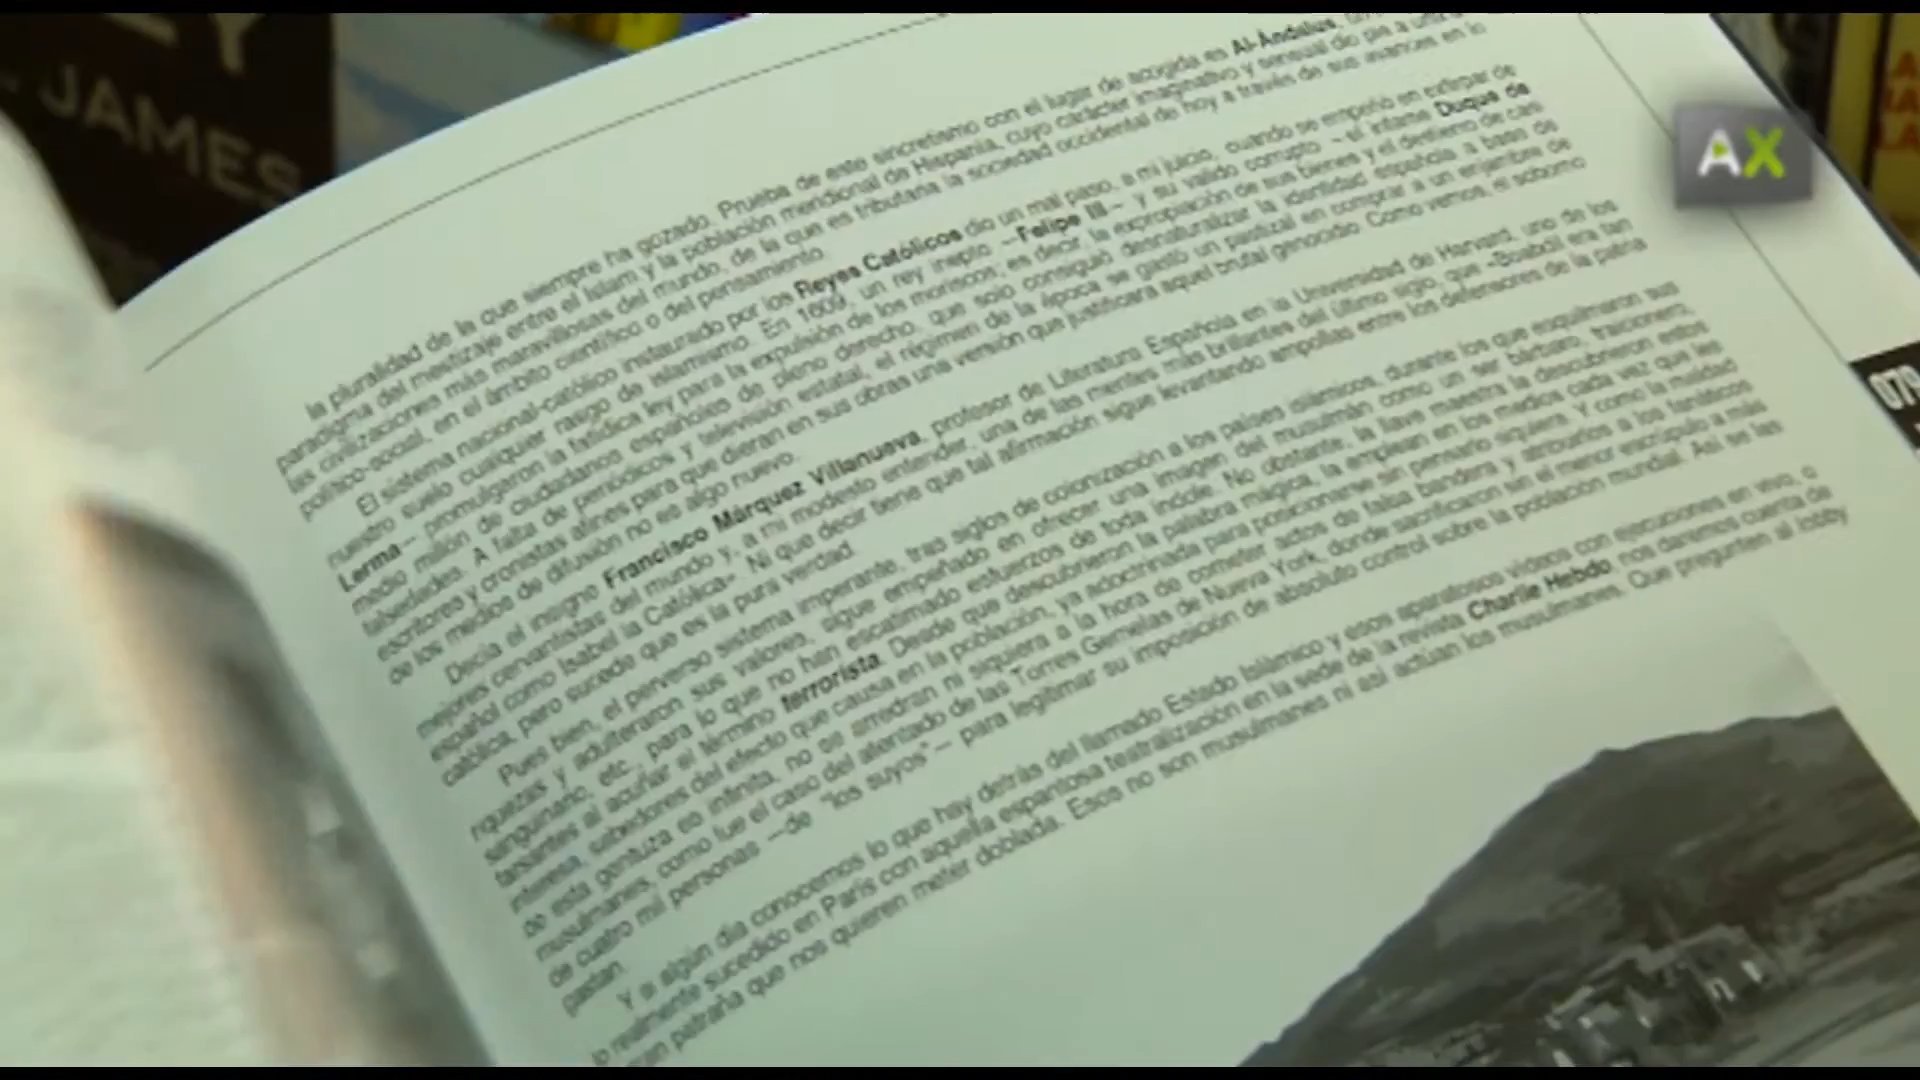 JAMES
AX
la pluralidad de la que siempre ha gozado. Prueba de este sincretismo con el lugar de acogida es Al-Ándalus,
paradigma del mestizaje entre el Islam y la población meridional de Hispania, cuyo carácter imaginativo y sensual dio pie a una de
las civilizaciones más maravillosas del mundo, de la que es tributaria la sociedad occidental de hoy a través de sus avances en lo
político-social, en el ámbito científico o del pensamiento.
El sistema nacional-católico instaurado por los Reyes Católicos dio un mal paso, a mi juicio, cuando se empeñó en extirpar de
nuestro suelo cualquier rasgo de islamismo. En 1609, un rey inepto –Felipe III– y su valido corrupto –el infame Duque de
Lerma– promulgaron la fatídica ley para la expulsión de los moriscos; es decir, la expropiación de sus bienes y el destierro de casi
medio millón de ciudadanos españoles de pleno derecho, que solo consiguió desnaturalizar la identidad española a base de
falsedades. A falta de periódicos y televisión estatal, el régimen de la época se gastó un pastizal en comprar a un enjambre de
escritores y cronistas afines para que dieran en sus obras una versión que justificara aquel brutal genocidio. Como vemos, el soborno
de los medios de difusión no es algo nuevo.
Decía el insigne Francisco Márquez Villanueva, profesor de Literatura Española en la Universidad de Harvard, uno de los
mejores cervantistas del mundo y, a mi modesto entender, una de las mentes más brillantes del último siglo, que «Boabdil era tan
español como Isabel la Católica». Ni que decir tiene que tal afirmación sigue levantando ampollas entre los defensores de la patria
católica, pero sucede que es la pura verdad.
Pues bien, el perverso sistema imperante, tras siglos de colonización a los países islámicos, durante los que esquilmaron sus
riquezas y adulteraron sus valores, sigue empeñado en ofrecer una imagen del musulmán como un ser bárbaro, traicionero,
sanguinario, etc., para lo que no han escatimado esfuerzos de toda índole. No obstante, la llave maestra la descubrieron estos
farsantes al acuñar el término terrorista. Desde que descubrieron la palabra mágica, la emplean en los medios cada vez que les
interesa, sabedores del efecto que causa en la población, ya adoctrinada para posicionarse sin pensarlo siquiera. Y como la maldad
de esta gentuza es infinita, no se arredran ni siquiera a la hora de cometer actos de falsa bandera y atribuirlos a los fanáticos
musulmanes, como fue el caso del atentado de las Torres Gemelas de Nueva York, donde sacrificaron sin el menor escrúpulo a más
de cuatro mil personas –de "los suyos"– para legitimar su imposición de absoluto control sobre la población mundial. Así se las
gastan.
Y si algún día conocemos lo que hay detrás del llamado Estado Islámico y esos aparatosos vídeos con ejecuciones en vivo, o
lo realmente sucedido en París con aquella espantosa teatralización en la sede de la revista Charlie Hebdo, nos daremos cuenta de
patraña que nos quieren meter doblada. Esos no son musulmanes ni así actúan los musulmanes. Que pregunten al lobby